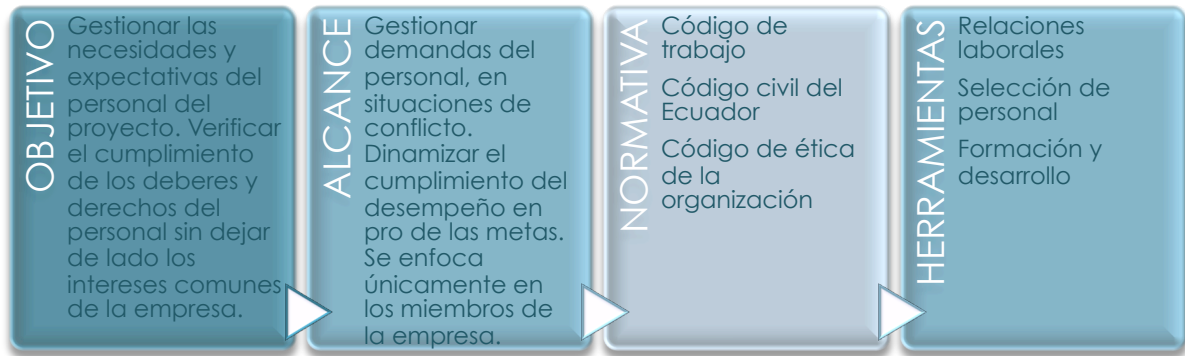 OBJETIVO
Gestionar las
necesidades y
expectativas del
personal del
proyecto. Verificar
el cumplimiento
de los deberes y
derechos del
personal sin dejar
de lado los
intereses comunes
de la empresa.
ALCANCE
Gestionar
demandas del
personal, en
situaciones de
conflicto.
Dinamizar el
cumplimiento del
desempeño en
pro de las metas.
Se enfoca
únicamente en
los miembros de
la empresa.
NORMATIVA
Código de
trabajo
Código civil del
Ecuador
Código de ética
de la
organización
HERRAMIENTAS
Relaciones
laborales
Selección de
personal
Formación y
desarrollo